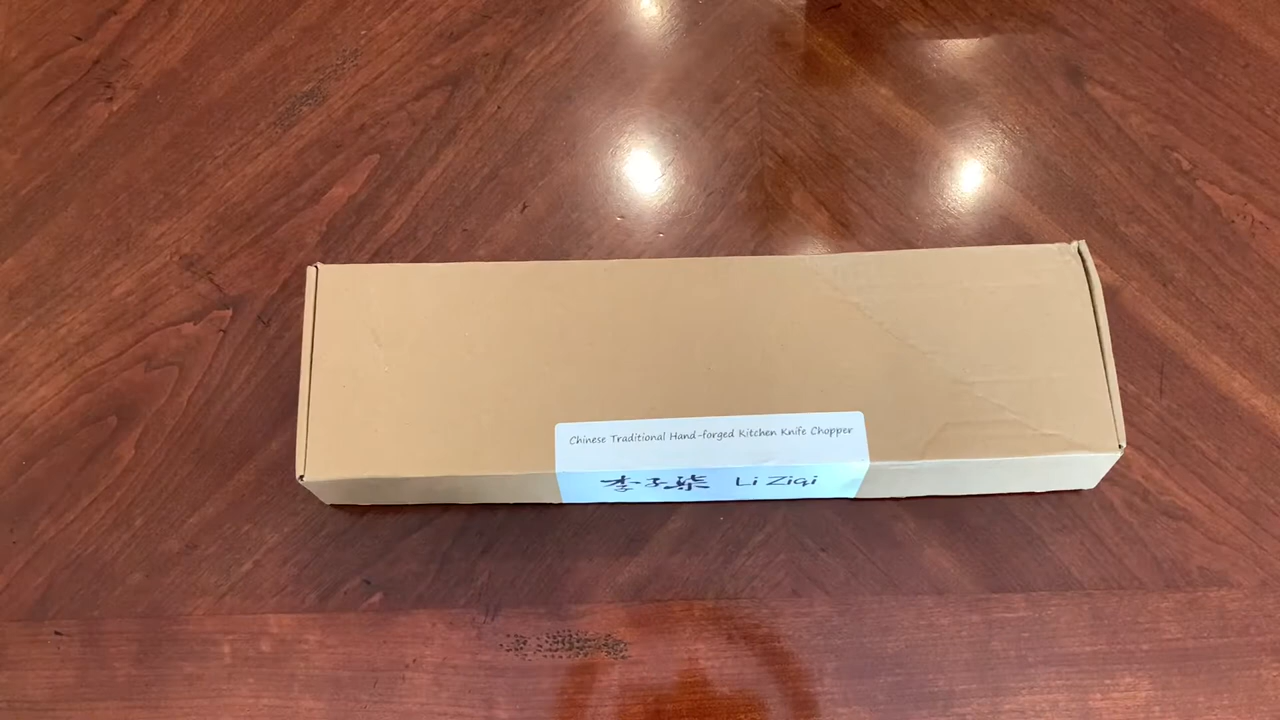 Chinese Traditional Hand-forged Kitchen Knife Chopper
李子柒 Li Ziqi